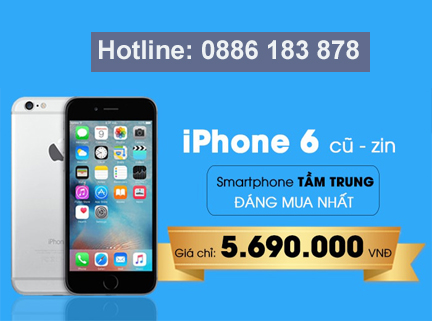 Hotline: 0886 183 878
iPhone 6 cũ - zin
Smartphone TẦM TRUNG
ĐÁNG MUA NHẤT
Giá chỉ: 5.690.000 VNĐ
iPhone